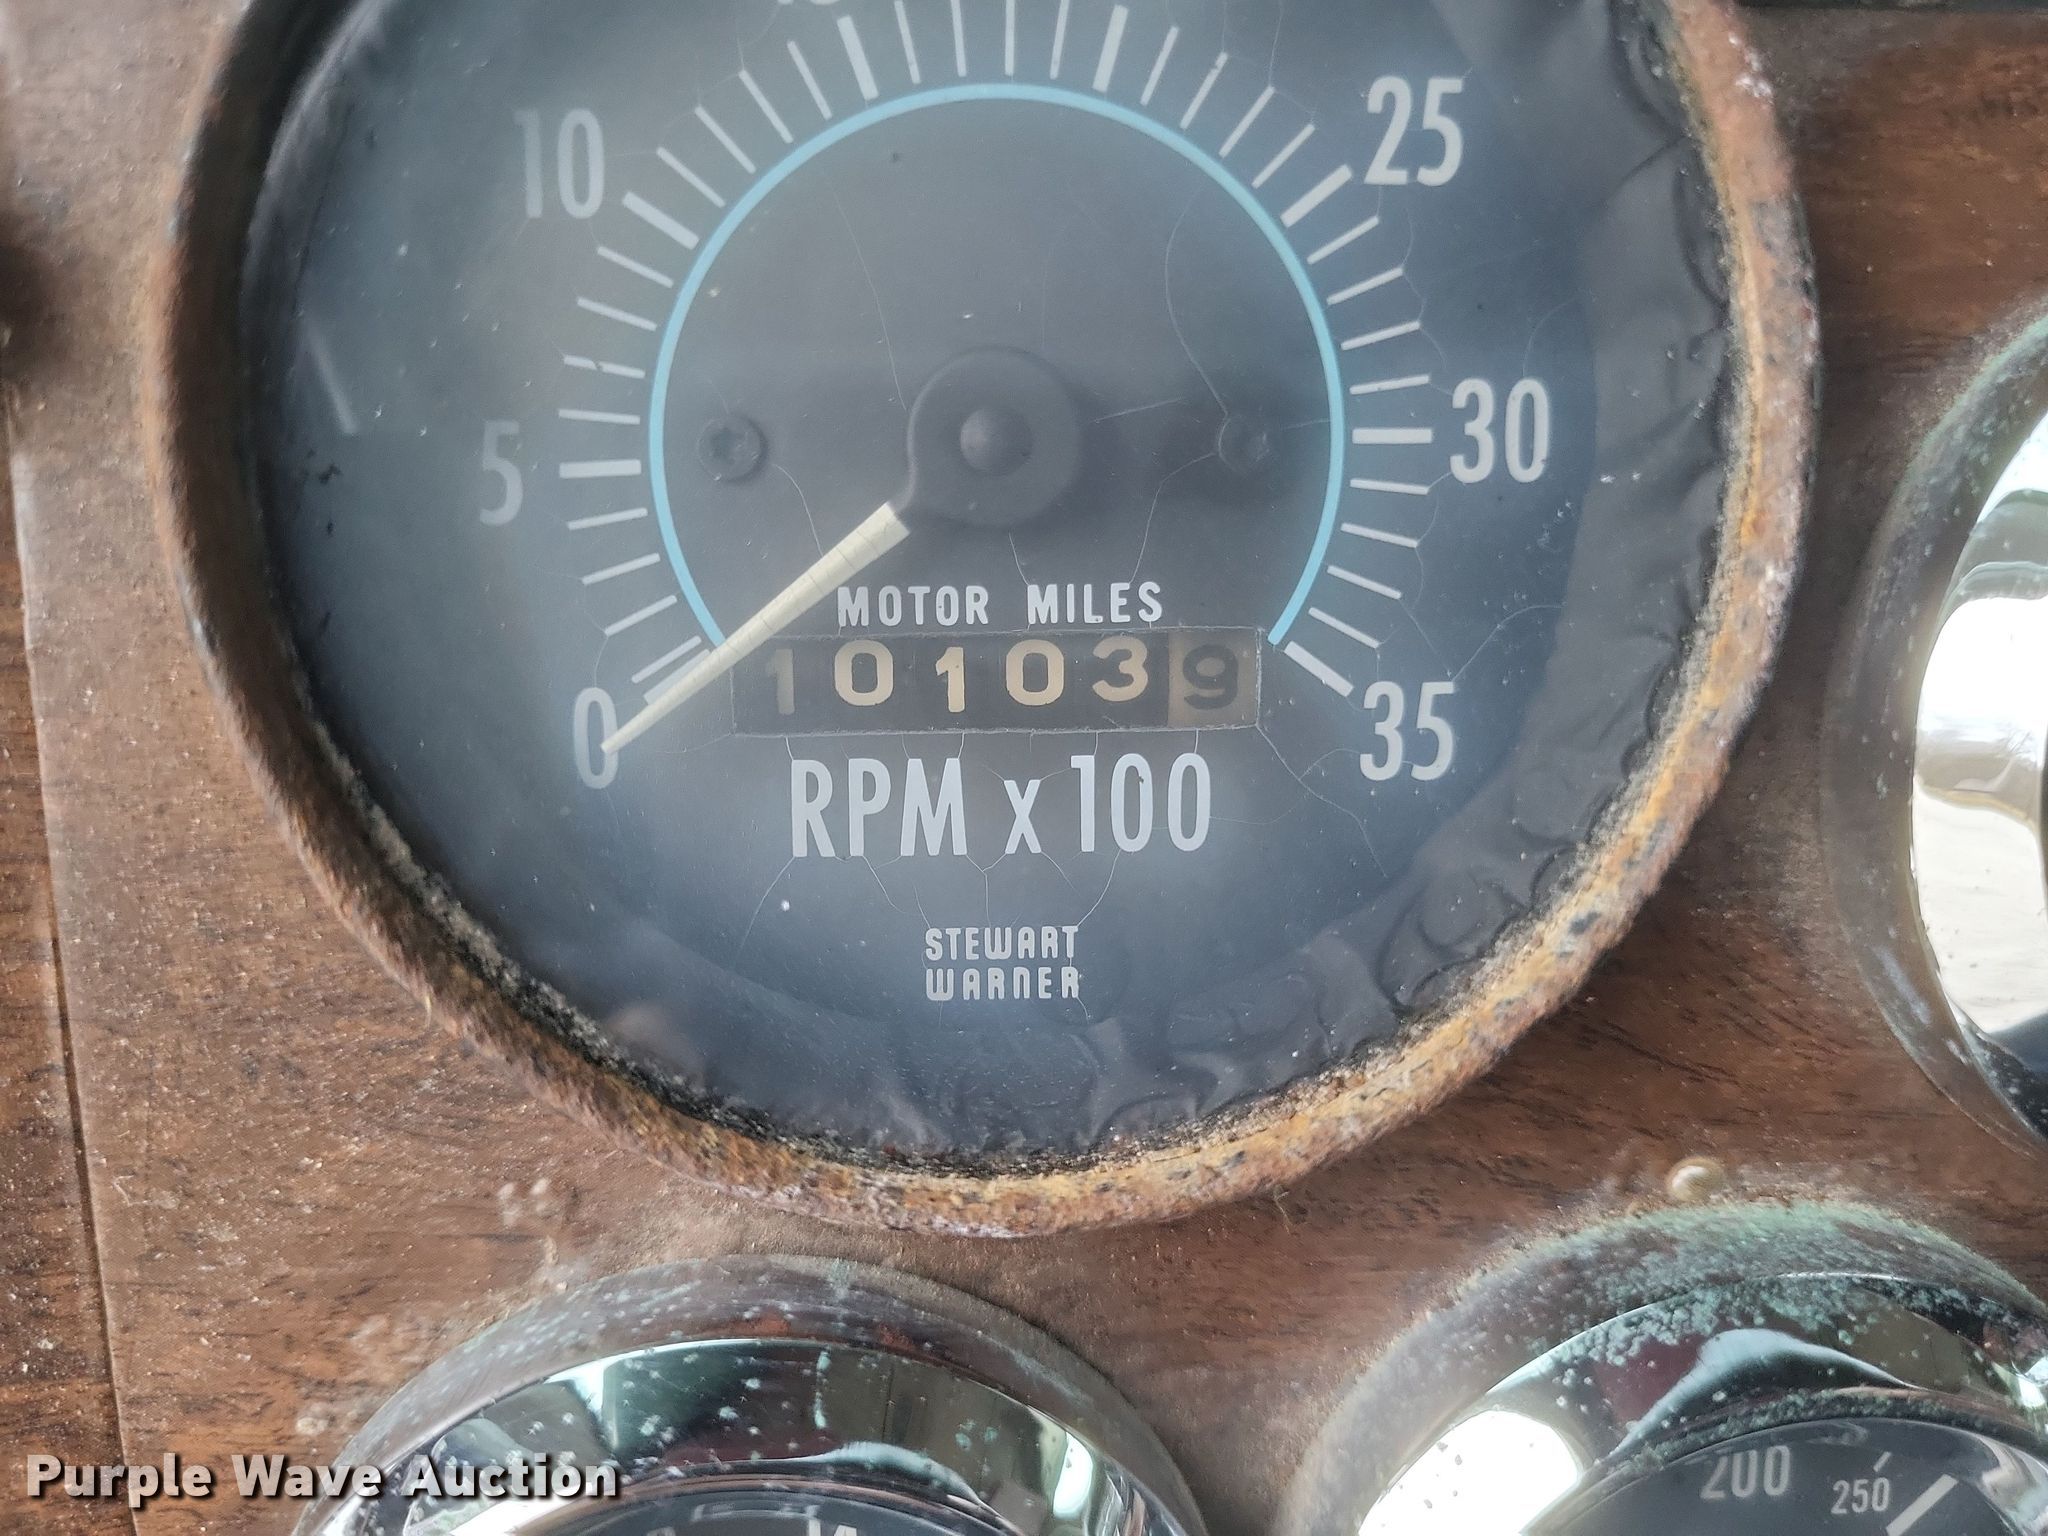 10
25
5
30
MOTOR MILES
101039
0
35
RPM x 100
STEWART
WARNER
200
250
Purple Wave Auction